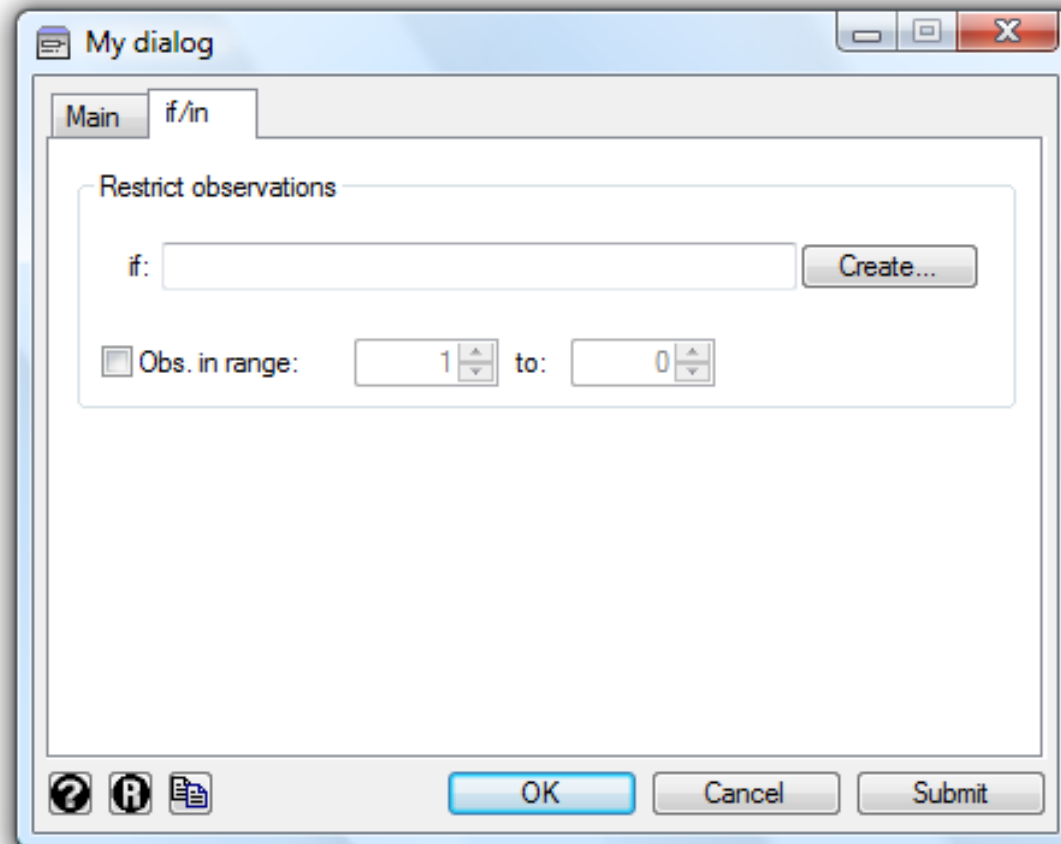 My dialog
Main if/in
Restrict observations
if: Create...
Obs. in range: 1 to: 0
? R OK Cancel Submit